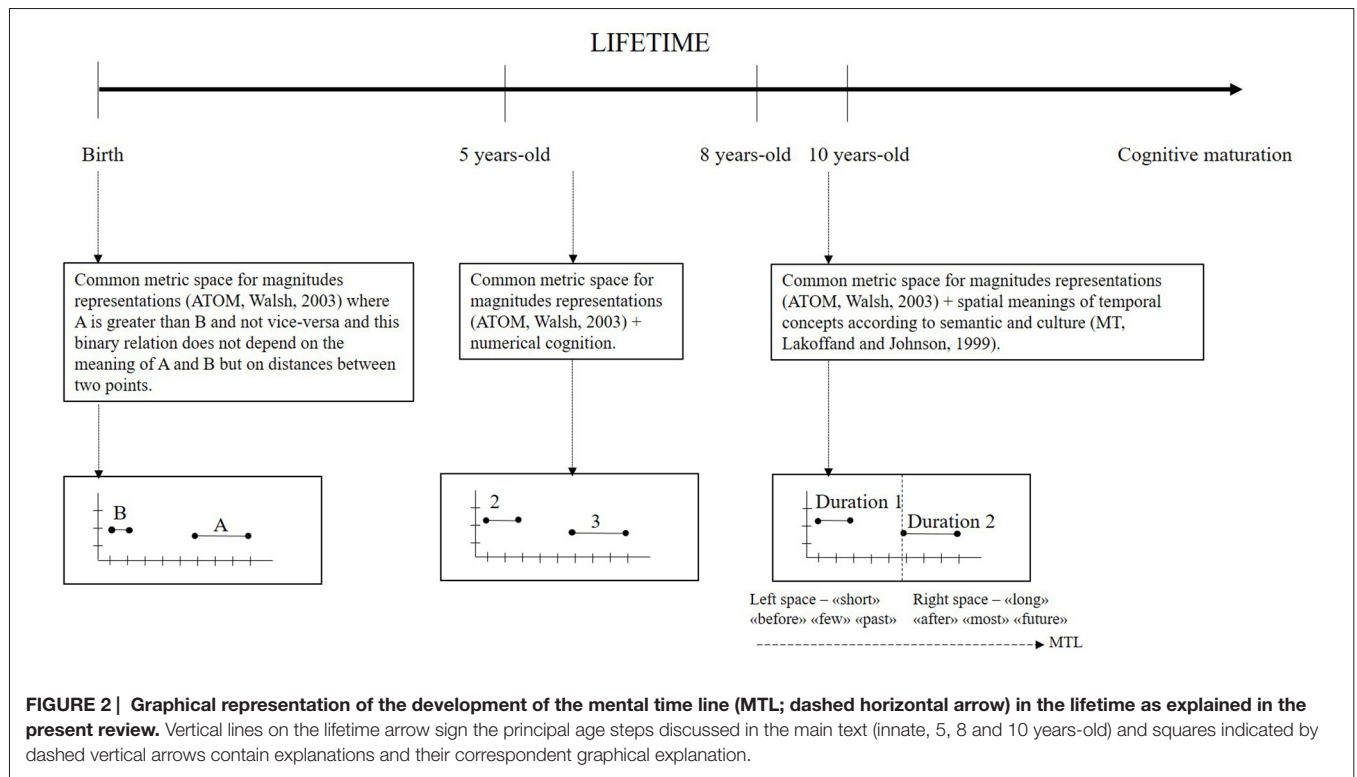 LIFETIME
Birth
5 years-old
8 years-old
10 years-old
Cognitive maturation
Common metric space for magnitudes
representations (ATOM, Walsh, 2003) where
A is greater than B and not vice-versa and this
binary relation does not depend on the
meaning of A and B but on distances between
two points.
Common metric space for
magnitudes representations
(ATOM, Walsh, 2003) +
numerical cognition.
Common metric space for magnitudes representations
(ATOM, Walsh, 2003) + spatial meanings of temporal
concepts according to semantic and culture (MT,
Lakoffand and Johnson, 1999).
B
A
2
3
Duration 1
Duration 2
Left space – «short»
«before» «few» «past»
Right space – «long»
«after» «most» «future»
MTL
FIGURE 2 | Graphical representation of the development of the mental time line (MTL; dashed horizontal arrow) in the lifetime as explained in the
present review. Vertical lines on the lifetime arrow sign the principal age steps discussed in the main text (innate, 5, 8 and 10 years-old) and squares indicated by
dashed vertical arrows contain explanations and their correspondent graphical explanation.